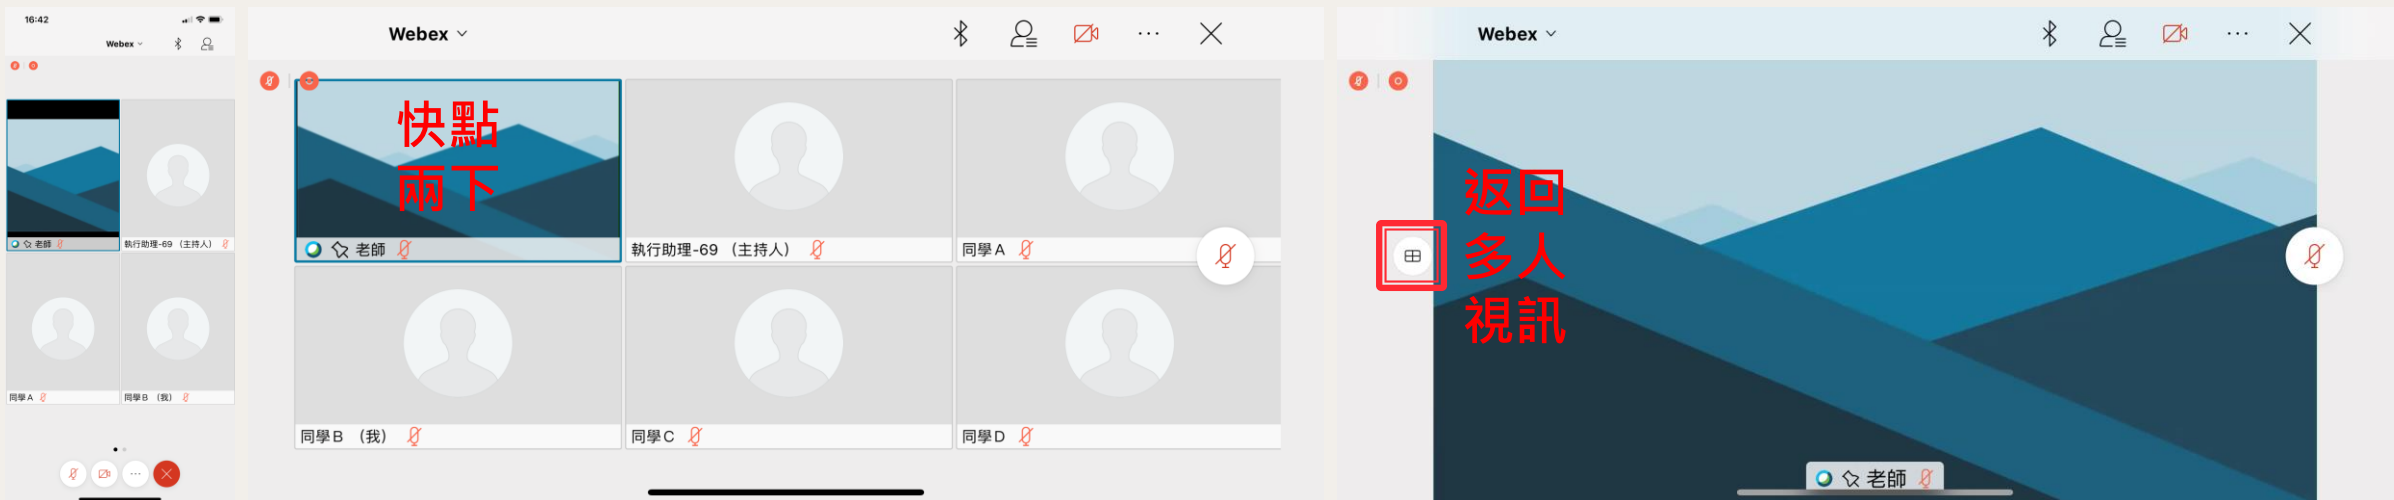 16:42
Webex
老師
執行助理-69 （主持人）
同學A
同學B （我）
Webex
快點
兩下
老師
執行助理-69 （主持人）
同學A
同學B （我）
同學C
同學D
Webex
返回
多人
視訊
老師